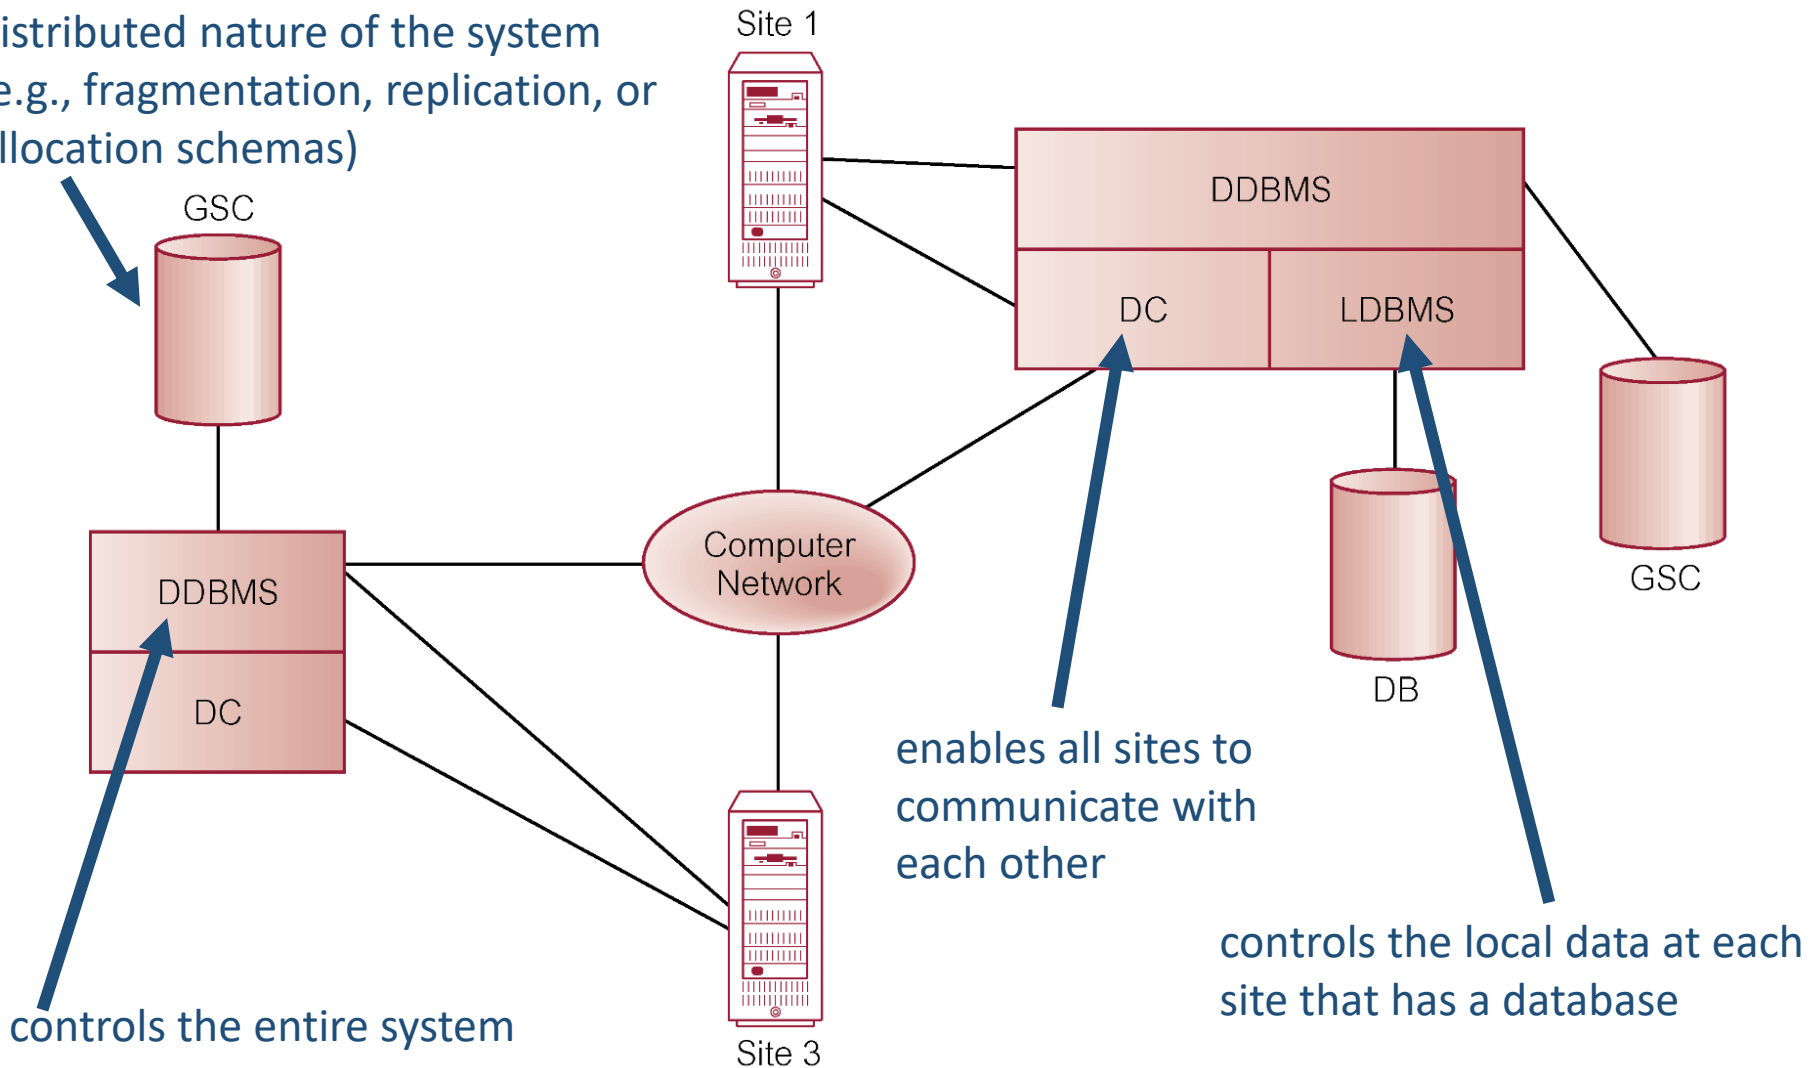 istributed nature of the system
e.g., fragmentation, replication, or
llocation schemas)
Site 1
GSC
DDBMS
DC
LDBMS
GSC
DB
Computer
Network
DDBMS
DC
enables all sites to
communicate with
each other
controls the local data at each
site that has a database
controls the entire system
Site 3